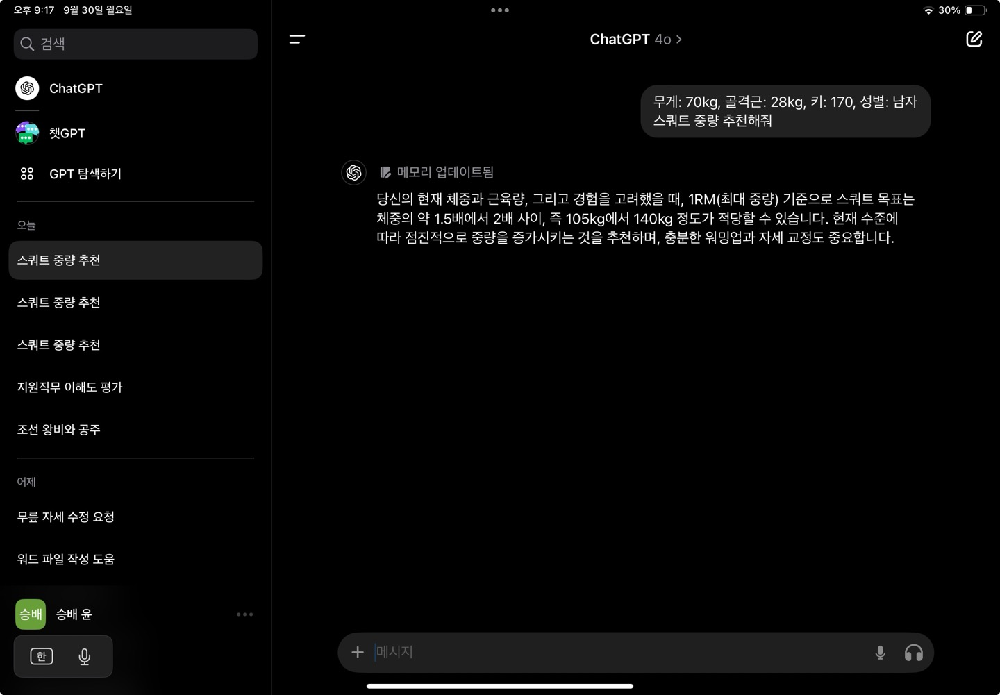 오후 9:17 9월 30일 월요일
30%
검색
ChatGPT
챗GPT
GPT 탐색하기
오늘
스쿼트 중량 추천
스쿼트 중량 추천
스쿼트 중량 추천
지원직무 이해도 평가
조선 왕비와 공주
어제
무릎 자세 수정 요청
워드 파일 작성 도움
승배 승배 윤
한
ChatGPT 4o >
무게: 70kg, 골격근: 28kg, 키: 170, 성별: 남자
스쿼트 중량 추천해줘
메모리 업데이트됨
당신의 현재 체중과 근육량, 그리고 경험을 고려했을 때, 1RM(최대 중량) 기준으로 스쿼트 목표는
체중의 약 1.5배에서 2배 사이, 즉 105kg에서 140kg 정도가 적당할 수 있습니다. 현재 수준에
따라 점진적으로 중량을 증가시키는 것을 추천하며, 충분한 워밍업과 자세 교정도 중요합니다.
메시지